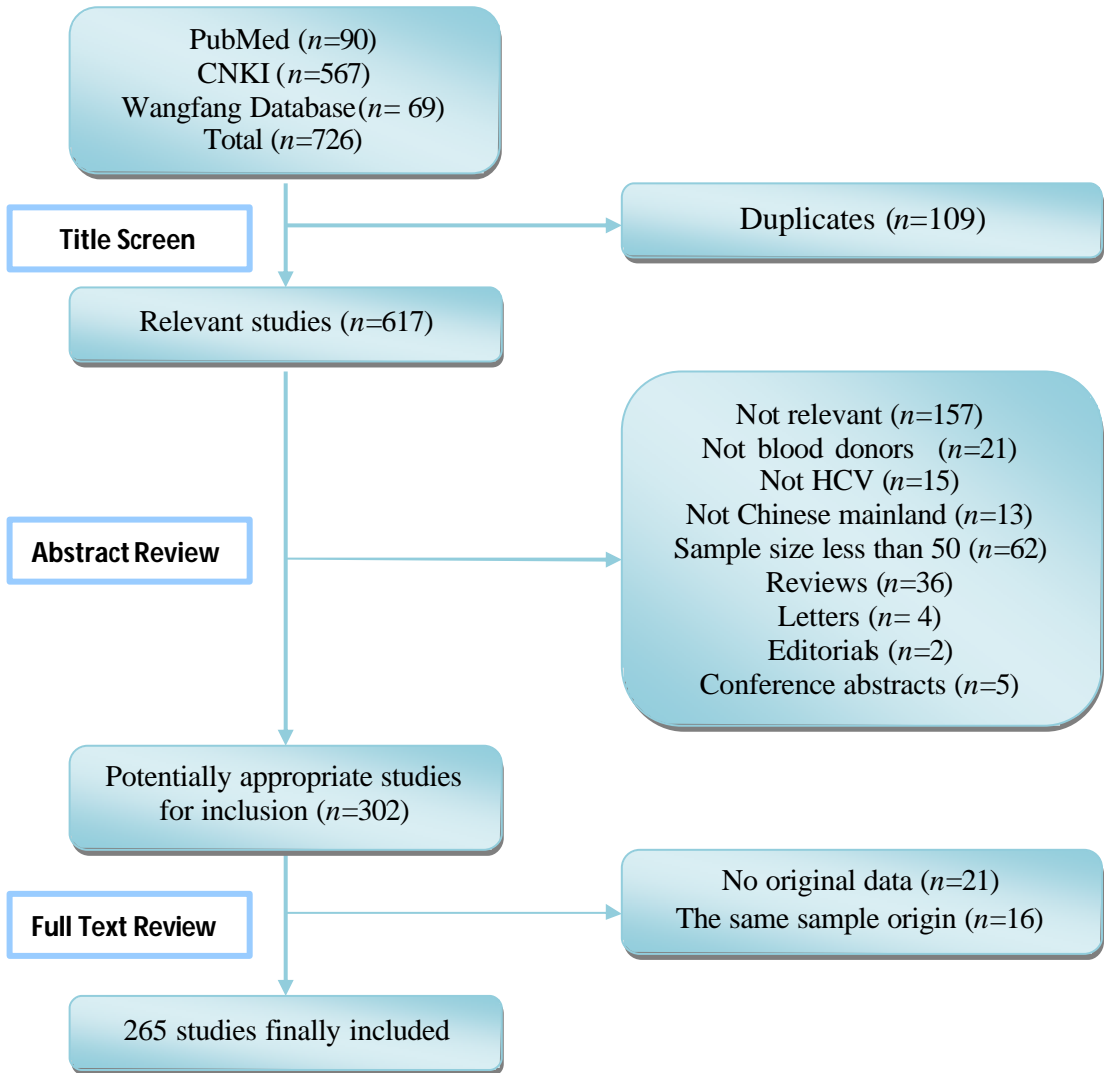 PubMed (n=90)
CNKI (n=567)
Wangfang Database(n= 69)
Total (n=726)
Title Screen
Duplicates (n=109)
Relevant studies (n=617)
Abstract Review
Not relevant (n=157)
Not blood donors (n=21)
Not HCV (n=15)
Not Chinese mainland (n=13)
Sample size less than 50 (n=62)
Reviews (n=36)
Letters (n= 4)
Editorials (n=2)
Conference abstracts (n=5)
Potentially appropriate studies
for inclusion (n=302)
Full Text Review
No original data (n=21)
The same sample origin (n=16)
265 studies finally included